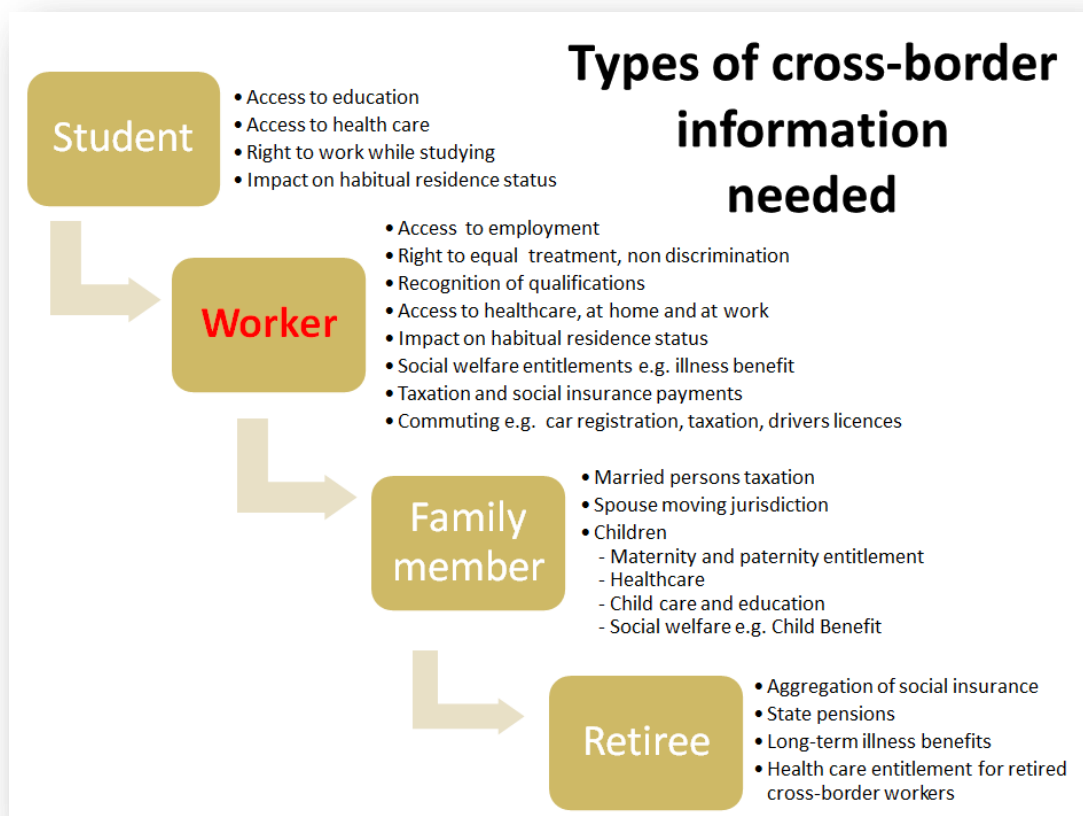 Types of cross-border
information
needed
Student
• Access to education
• Access to health care
• Right to work while studying
• Impact on habitual residence status
Worker
• Access to employment
• Right to equal treatment, non discrimination
• Recognition of qualifications
• Access to healthcare, at home and at work
• Impact on habitual residence status
• Social welfare entitlements e.g. illness benefit
• Taxation and social insurance payments
• Commuting e.g. car registration, taxation, drivers licences
Family
member
• Married persons taxation
• Spouse moving jurisdiction
• Children
- Maternity and paternity entitlement
- Healthcare
- Child care and education
- Social welfare e.g. Child Benefit
Retiree
• Aggregation of social insurance
• State pensions
• Long-term illness benefits
• Health care entitlement for retired
cross-border workers